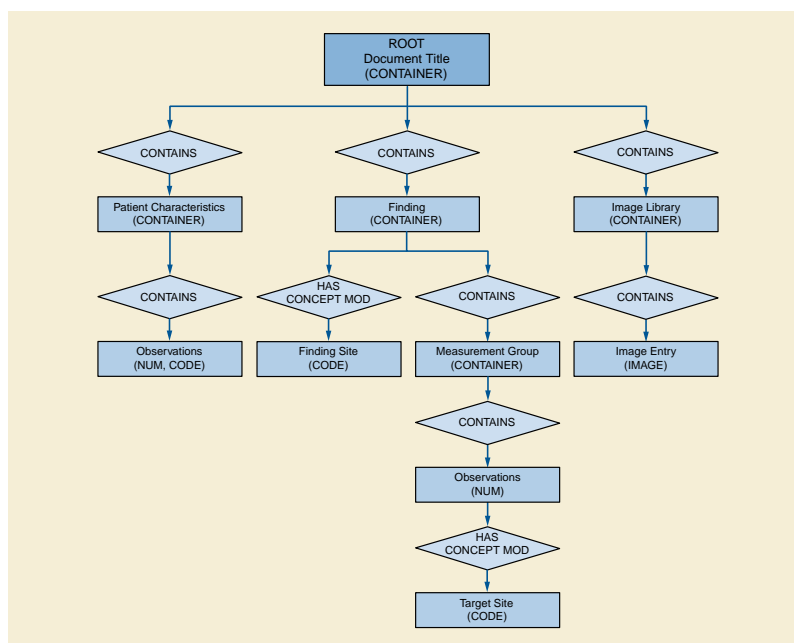 ROOT
Document Title
(CONTAINER)
CONTAINS
CONTAINS
CONTAINS
Patient Characteristics
(CONTAINER)
Finding
(CONTAINER)
Image Library
(CONTAINER)
CONTAINS
HAS
CONCEPT MOD
CONTAINS
CONTAINS
Observations
(NUM, CODE)
Finding Site
(CODE)
Measurement Group
(CONTAINER)
Image Entry
(IMAGE)
CONTAINS
Observations
(NUM)
HAS
CONCEPT MOD
Target Site
(CODE)